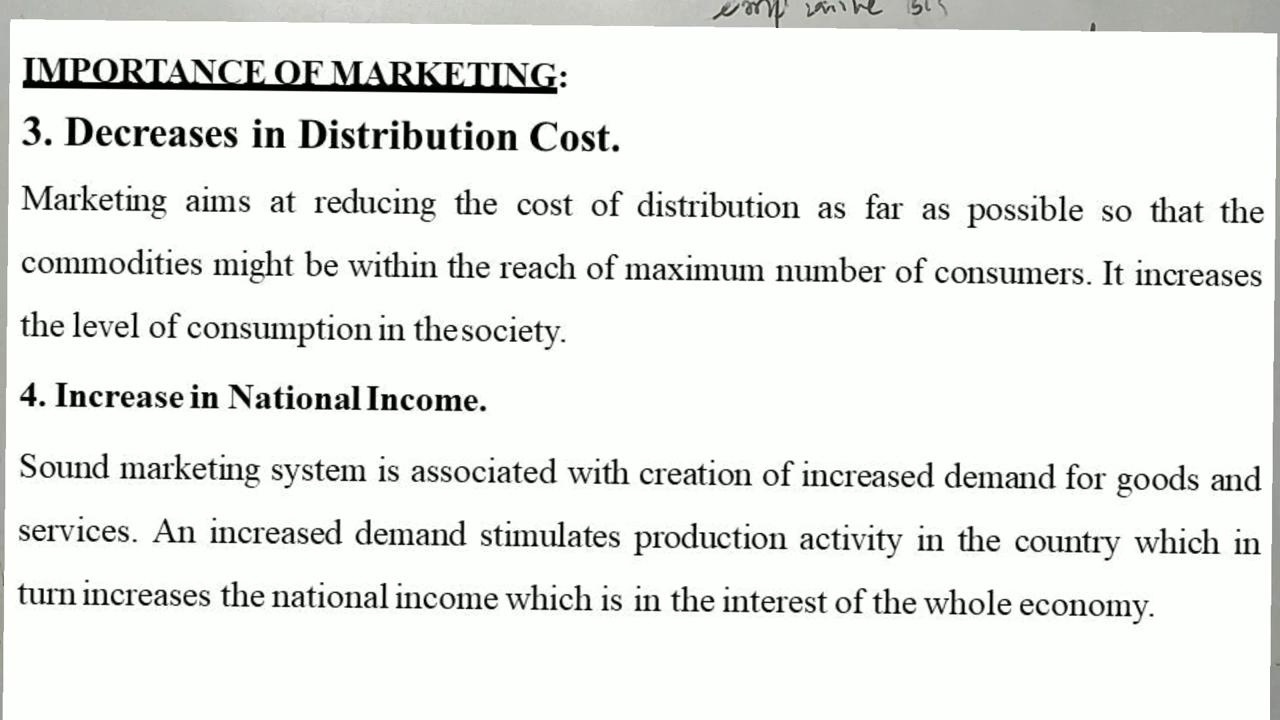 IMPORTANCE OF MARKETING:
3. Decreases in Distribution Cost.
Marketing aims at reducing the cost of distribution as far as possible so that the
commodities might be within the reach of maximum number of consumers. It increases
the level of consumption in the society.
4. Increase in National Income.
Sound marketing system is associated with creation of increased demand for goods and
services. An increased demand stimulates production activity in the country which in
turn increases the national income which is in the interest of the whole economy.